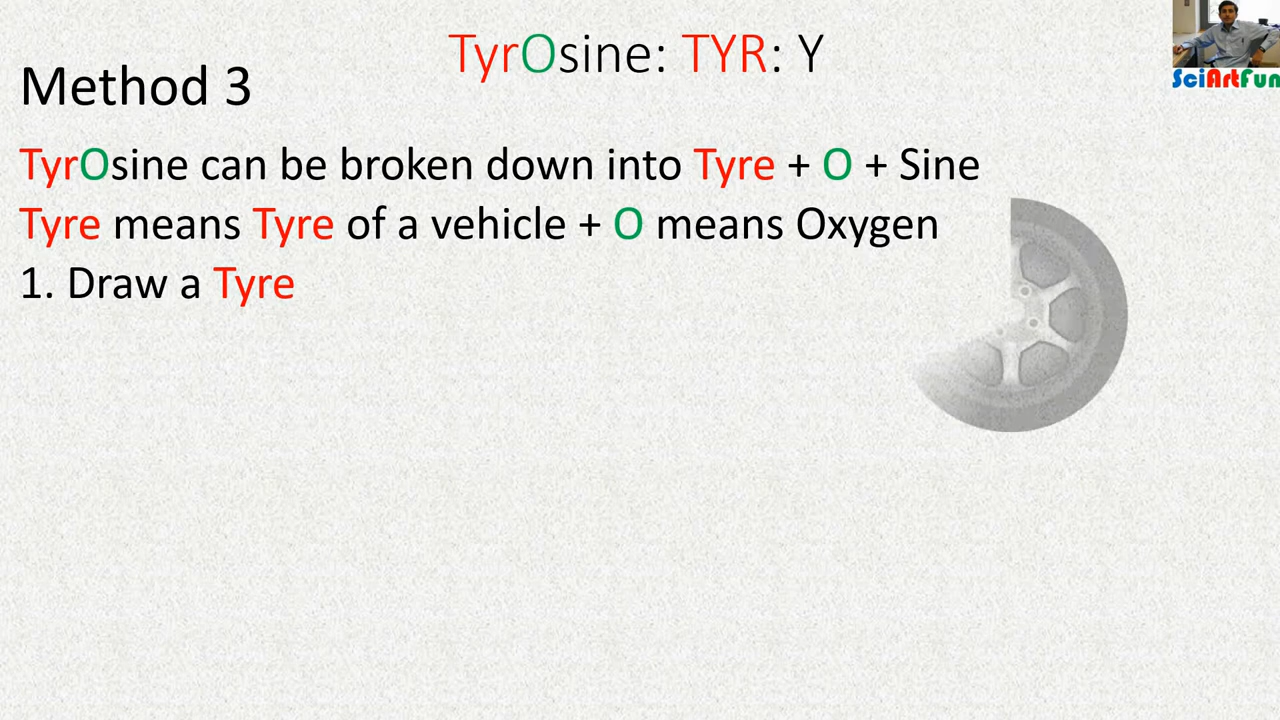 TyrOsine: TYR: Y
SciArtFun
Method 3
TyrOsine can be broken down into Tyre + O + Sine
Tyre means Tyre of a vehicle + O means Oxygen
1. Draw a Tyre